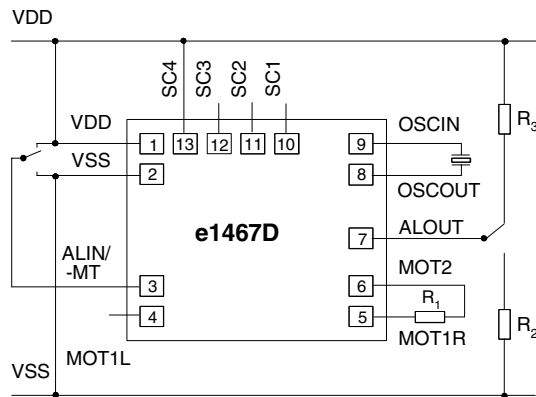 VDD
SC4
SC3
SC2
SC1
R3
VDD
1
13
12
11
10
9
OSCIN
VSS
2
8
OSCOUT
e1467D
7
ALOUT
ALIN/
-MT
3
6
MOT2
R1
4
5
R2
MOT1L
MOT1R
VSS